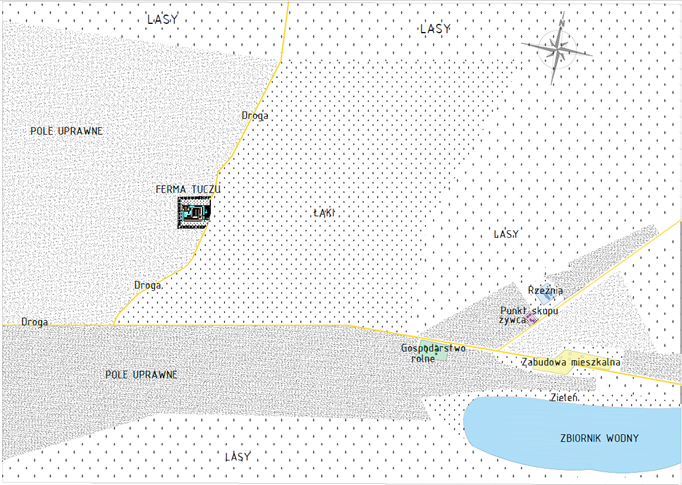 LASY
LASY
N
Droga
POLE UPRAWNE
FERMA TUCZU
ŁĄKI
LASY
Droga
Rzeźnia
Punkt skupu
żywca
Droga
Gospodarstwo
rolne
Zabudowa mieszkalna
POLE UPRAWNE
Zieleń
ZBIORNIK WODNY
LASY